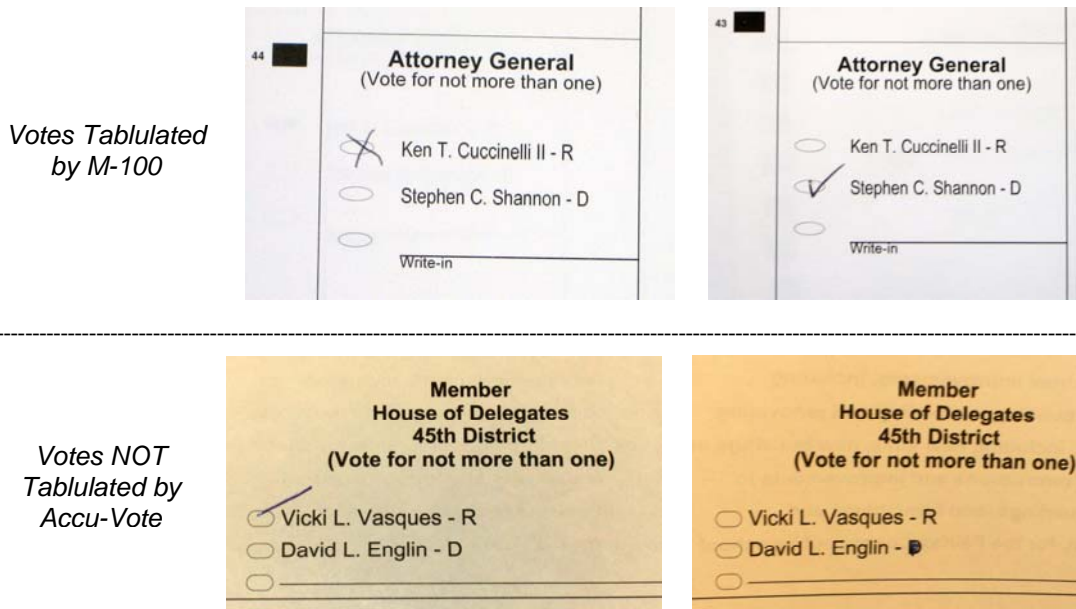 Votes Tablulated
by M-100
44
Attorney General
(Vote for not more than one)
Ken T. Cuccinelli II - R
Stephen C. Shannon - D
Write-in
43
Attorney General
(Vote for not more than one)
Ken T. Cuccinelli II - R
Stephen C. Shannon - D
Write-in
Votes NOT
Tablulated by
Accu-Vote
Member
House of Delegates
45th District
(Vote for not more than one)
Vicki L. Vasques - R
David L. Englin - D
Member
House of Delegates
45th District
(Vote for not more than one)
Vicki L. Vasques - R
David L. Englin - D